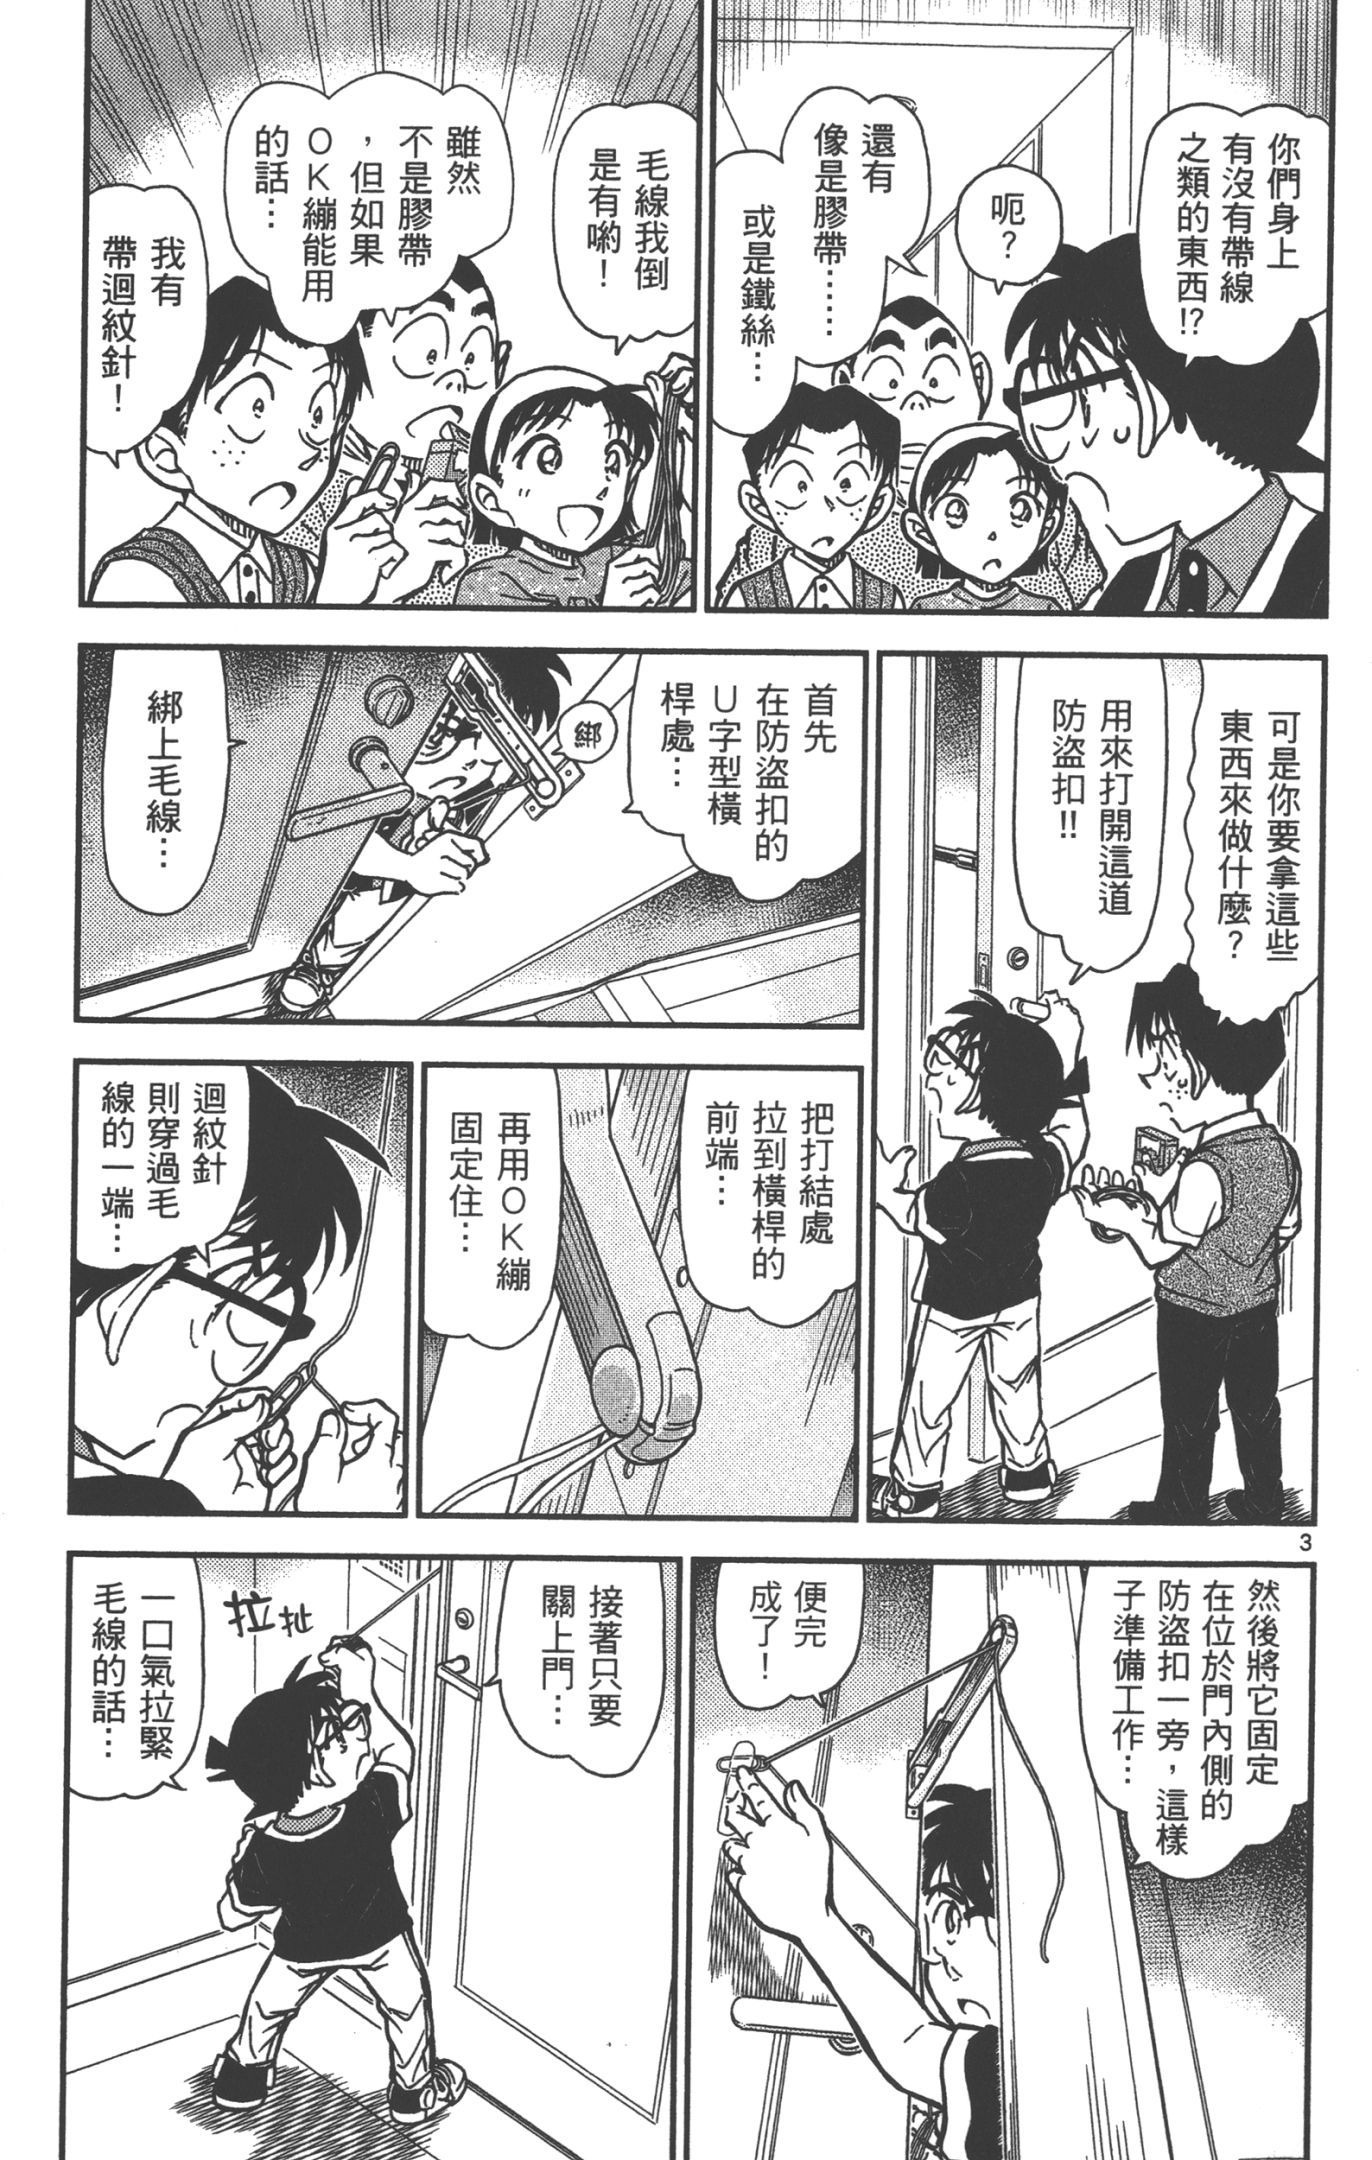 你們身上
有沒有帶線
之類的東西!?
呃？
還有
像是膠帶……
或是鐵絲…
毛線我倒
是有喲！
雖然
不是膠帶
，但如果
ＯＫ繃能用
的話…
我有
帶迴紋針！
可是你要拿這些
東西來做什麼？
用來打開這道
防盜扣!!
首先
在防盜扣的
Ｕ字型橫
桿處…
綁
綁上毛線…
把打結處
拉到橫桿的
前端…
再用ＯＫ繃
固定住…
迴紋針
則穿過毛
線的一端…
3
然後將它固定
在位於門內側的
防盜扣一旁，這樣
子準備工作…
便完
成了！
接著只要
關上門…
拉扯
一口氣拉緊
毛線的話…